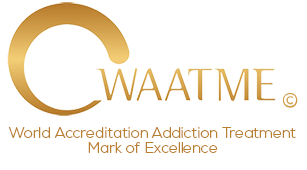 WAATME ©
World Accreditation Addiction Treatment
Mark of Excellence